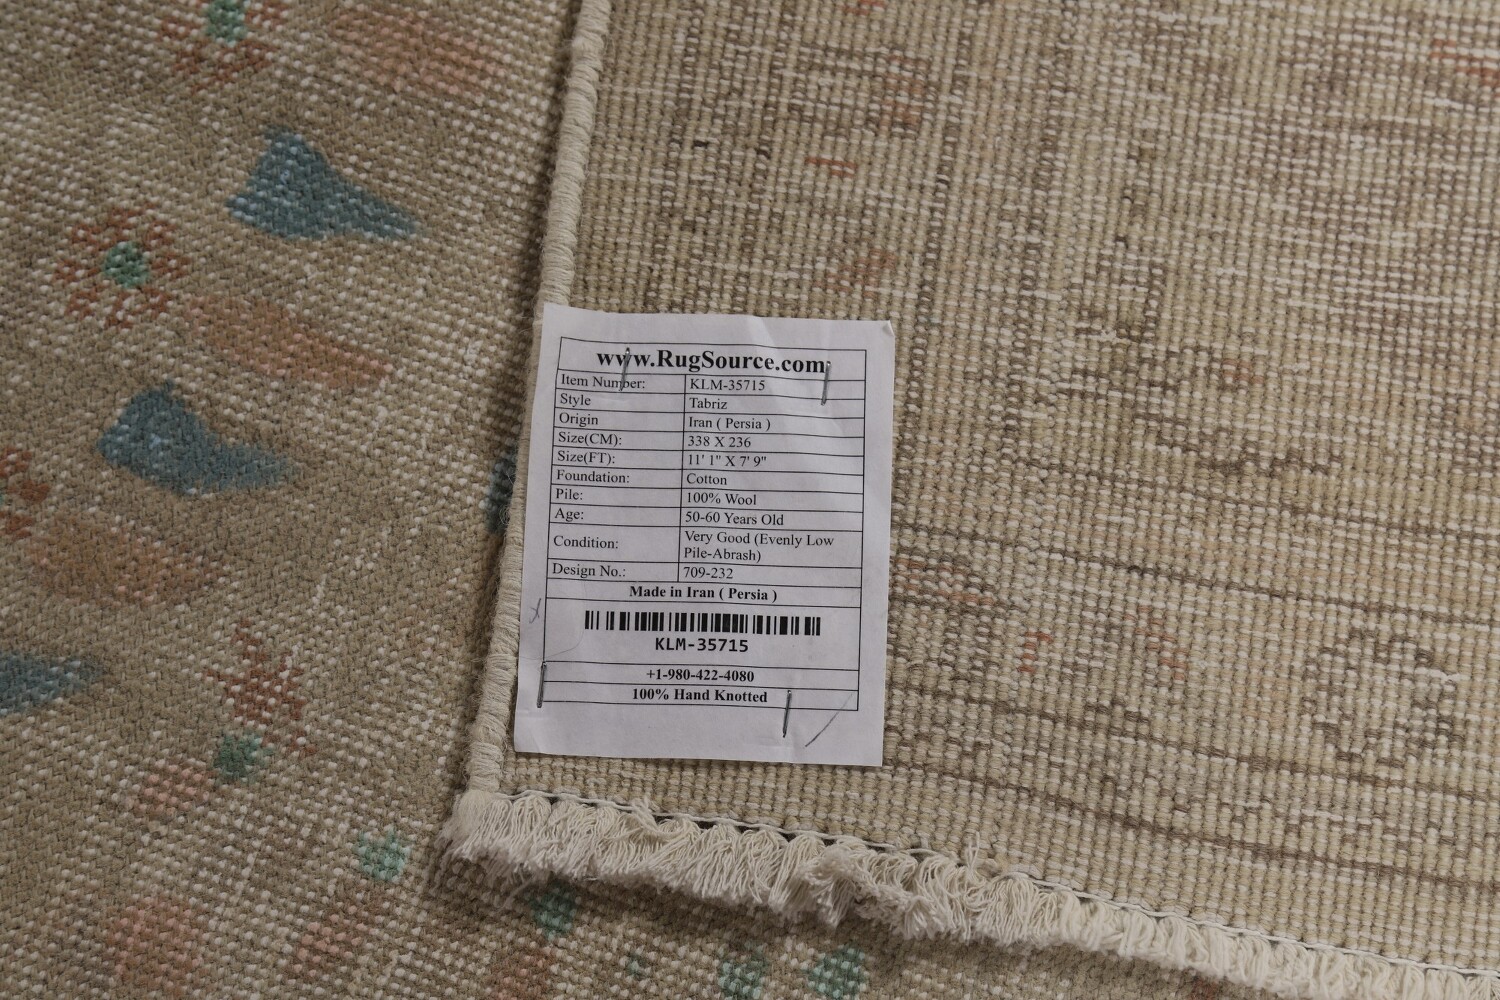 www.RugSource.com
Item Number: KLM-35715
Style Tabriz
Origin Iran ( Persia )
Size(CM): 338 X 236
Size(FT): 11' 1" X 7' 9"
Foundation: Cotton
Pile: 100% Wool
Age: 50-60 Years Old
Condition: Very Good (Evenly Low
Pile-Abrash)
Design No.: 709-232
Made in Iran ( Persia )
KLM-35715
+1-980-422-4080
100% Hand Knotted